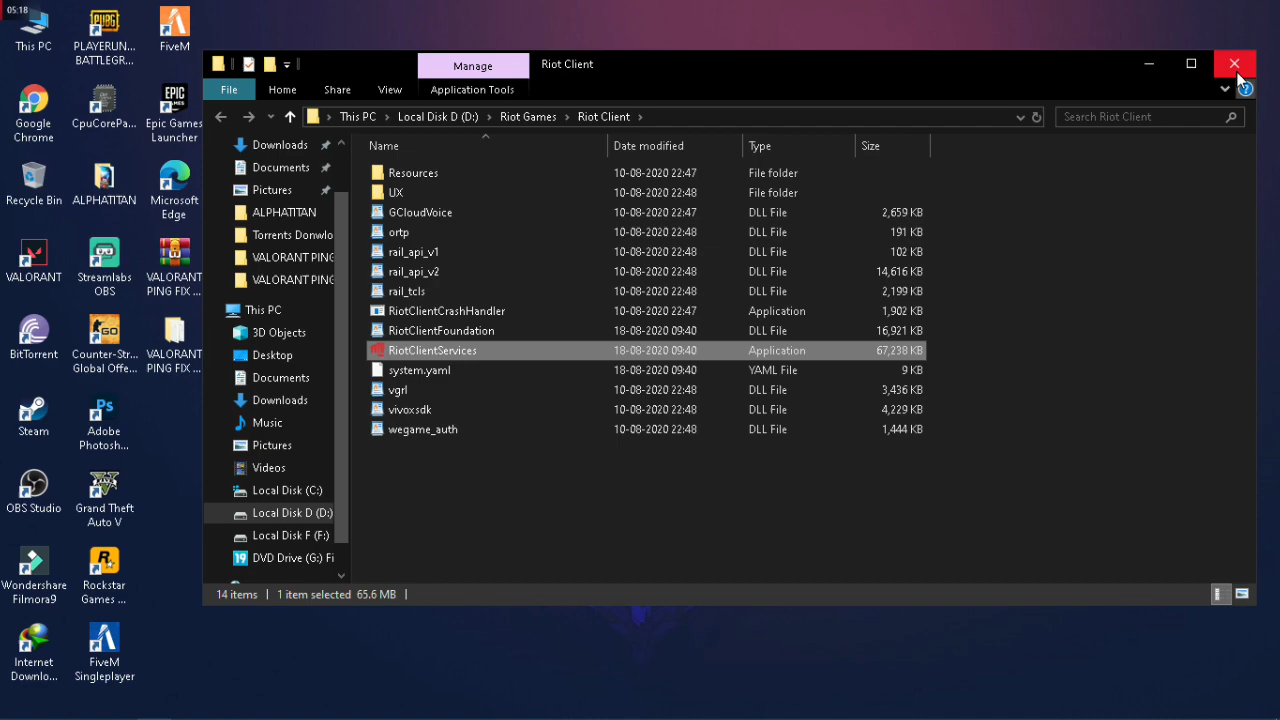 05:18
This PC
PLAYERUN...
BATTLEGR...
FiveM
Google
Chrome
CpuCorePa...
Epic Games
Launcher
Recycle Bin
ALPHATITAN
Microsoft
Edge
VALORANT
Streamlabs
OBS
VALORANT
PING FIX ...
BitTorrent
Counter-Str...
Global Offe...
VALORANT
PING FIX ...
Steam
Adobe
Photosh...
OBS Studio
Grand Theft
Auto V
Wondershare
Filmora9
Rockstar
Games ...
Internet
Downlo...
FiveM
Singleplayer
Manage
Riot Client
File
Home
Share
View
Application Tools
This PC > Local Disk D (D:) > Riot Games > Riot Client >
Search Riot Client
Downloads
Documents
Pictures
ALPHATITAN
Torrents Donwlo
VALORANT PING
VALORANT PING
This PC
3D Objects
Desktop
Documents
Downloads
Music
Pictures
Videos
Local Disk (C:)
Local Disk D (D:)
Local Disk F (F:)
DVD Drive (G:) Fi
Name Date modified Type Size
Resources 10-08-2020 22:47 File folder
UX 10-08-2020 22:48 File folder
GCloudVoice 10-08-2020 22:47 DLL File 2,659 KB
ortp 10-08-2020 22:48 DLL File 191 KB
rail_api_v1 10-08-2020 22:48 DLL File 102 KB
rail_api_v2 10-08-2020 22:48 DLL File 14,616 KB
rail_tcls 10-08-2020 22:48 DLL File 2,199 KB
RiotClientCrashHandler 10-08-2020 22:47 Application 1,902 KB
RiotClientFoundation 18-08-2020 09:40 DLL File 16,921 KB
RiotClientServices 18-08-2020 09:40 Application 67,238 KB
system.yaml 18-08-2020 09:40 YAML File 9 KB
vgrl 10-08-2020 22:48 DLL File 3,436 KB
vivoxsdk 10-08-2020 22:48 DLL File 4,229 KB
wegame_auth 10-08-2020 22:48 DLL File 1,444 KB
14 items 1 item selected 65.6 MB